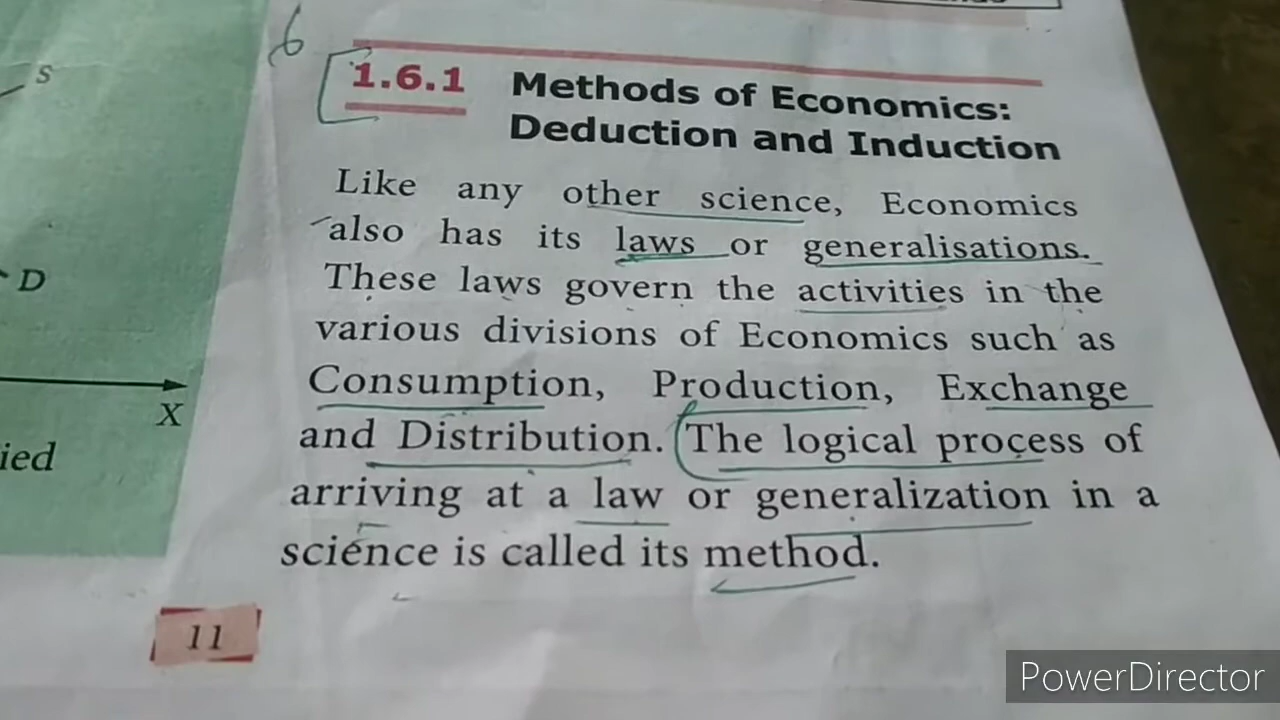 6
S
D
X
ied
1.6.1 Methods of Economics:
Deduction and Induction
Like any other science, Economics
also has its laws or generalisations.
These laws govern the activities in the
various divisions of Economics such as
Consumption, Production, Exchange
and Distribution. The logical process of
arriving at a law or generalization in a
science is called its method.
11
PowerDirector